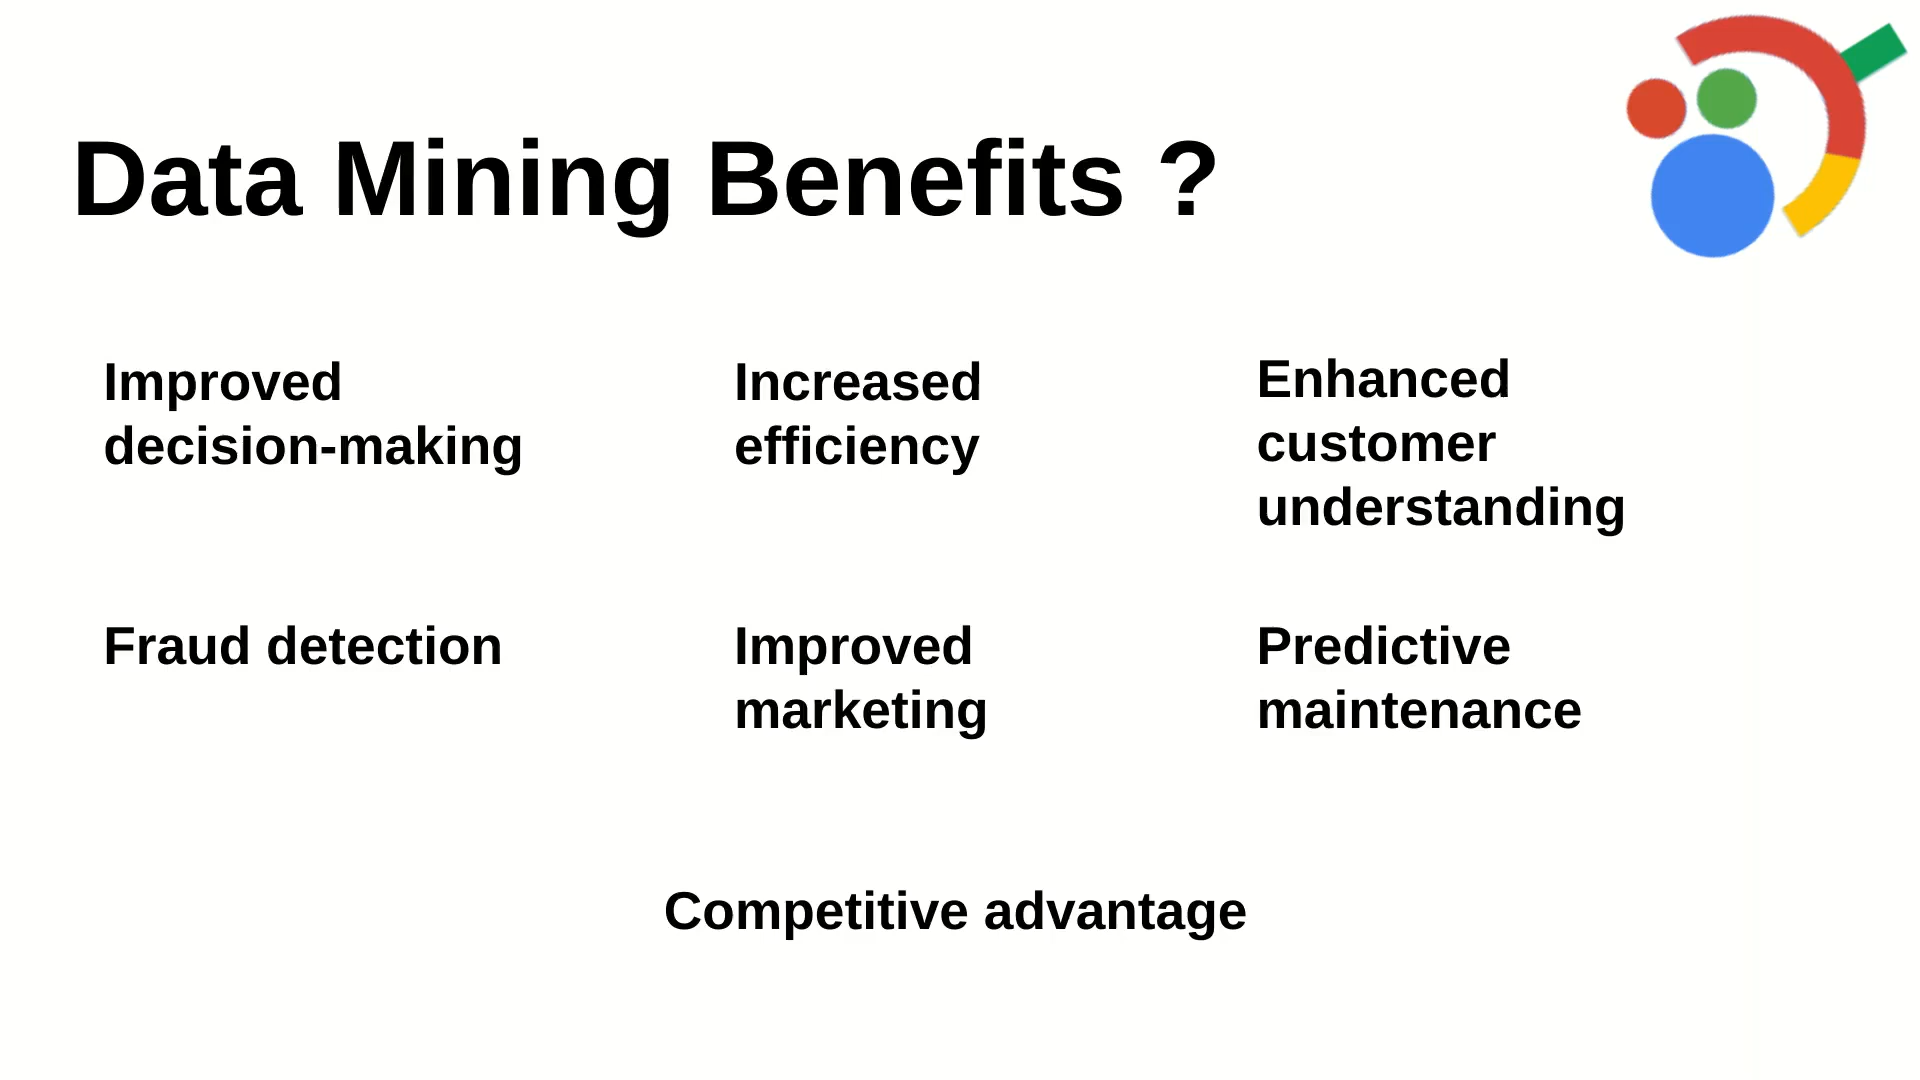 Data Mining Benefits ?
Improved
decision-making
Increased
efficiency
Enhanced
customer
understanding
Fraud detection
Improved
marketing
Predictive
maintenance
Competitive advantage